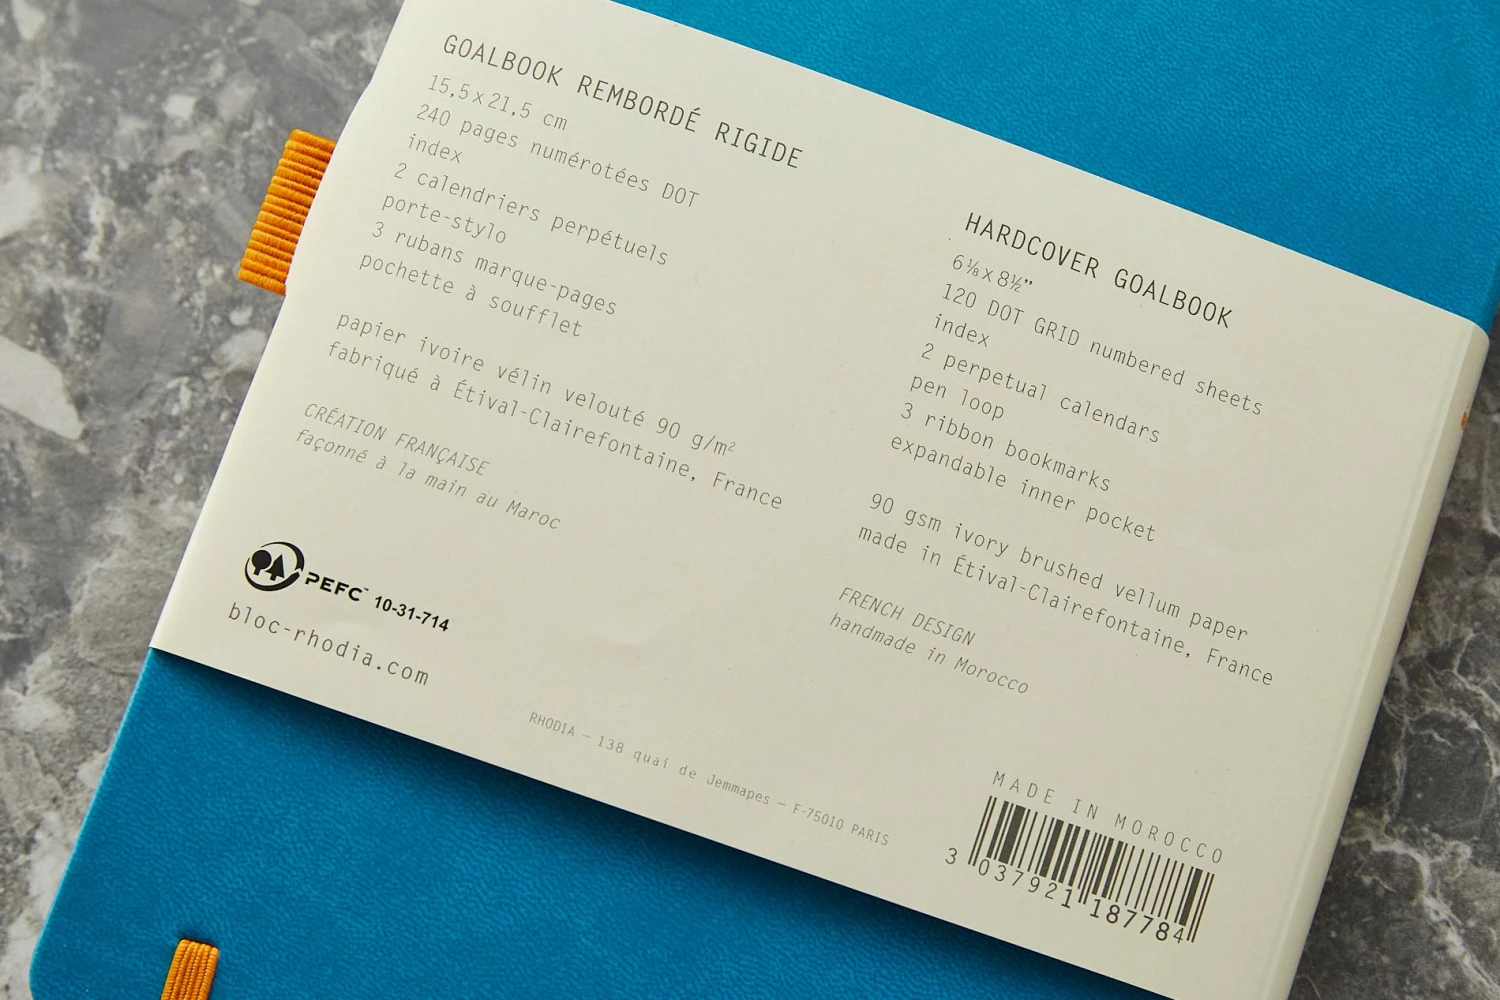 GOALBOOK REMBORDÉ RIGIDE
15,5x21,5 cm
240 pages numérotées DOT
index
2 calendriers perpétuels
porte-stylo
3 rubans marque-pages
pochette à soufflet
papier ivoire vélin velouté 90 g/m²
fabriqué à Étival-Clairefontaine, France
CRÉATION FRANÇAISE
façonné à la main au Maroc
PEFC™ 10-31-714
bloc-rhodia.com
HARDCOVER GOALBOOK
6⅛x8½”
120 DOT GRID numbered sheets
index
2 perpetual calendars
pen loop
3 ribbon bookmarks
expandable inner pocket
90 gsm ivory brushed vellum paper
made in Étival-Clairefontaine, France
FRENCH DESIGN
handmade in Morocco
RHODIA – 138 quai de Jemmapes – F-75010 PARIS
MADE IN MOROCCO
3 037921 187784